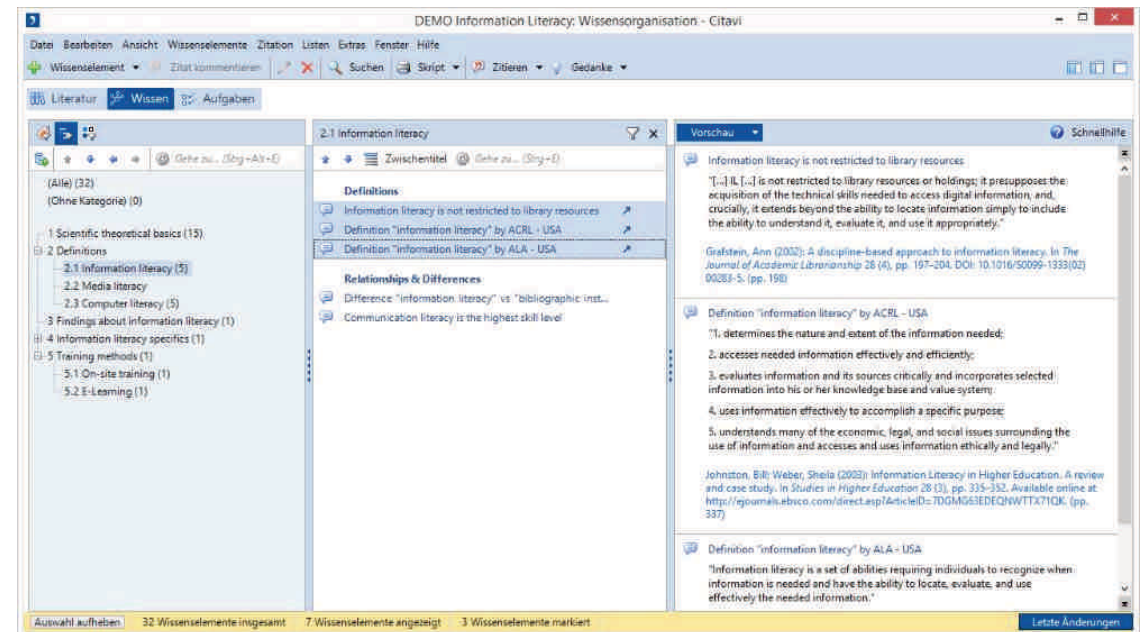 DEMO Information Literacy: Wissensorganisation - Citavi
Datei Bearbeiten Ansicht Wissenselemente Zitation Listen Extras Fenster Hilfe
Wissenselement Zitat kommentieren Suchen Skript Zitieren Gedanke
Literatur Wissen Aufgaben
Gehe zu... (Strg+Alt+E)
(Alle) (32)
(Ohne Kategorie) (0)
1 Scientific theoretical basics (15)
2 Definitions
2.1 Information literacy (5)
2.2 Media literacy
2.3 Computer literacy (5)
3 Findings about information literacy (1)
4 Information literacy specifics (1)
5 Training methods (1)
5.1 On-site training (1)
5.2 E-Learning (1)
2.1 Information literacy
Zwischentitel Gehe zu... (Strg+E)
Definitions
Information literacy is not restricted to library resources
Definition "information literacy" by ACRL - USA
Definition "information literacy" by ALA - USA
Relationships & Differences
Difference "information literacy" vs "bibliographic inst...
Communication literacy is the highest skill level
Vorschau Schnellhilfe
Information literacy is not restricted to library resources
"[...] IL [...] is not restricted to library resources or holdings; it presupposes the
acquisition of the technical skills needed to access digital information, and,
crucially, it extends beyond the ability to locate information simply to include
the ability to understand it, evaluate it, and use it appropriately."
Grafstein, Ann (2002): A discipline-based approach to information literacy. In The
Journal of Academic Librarianship 28 (4), pp. 197–204. DOI: 10.1016/S0099-1333(02)
00283-5. (pp. 198)
Definition "information literacy" by ACRL - USA
"1. determines the nature and extent of the information needed;
2. accesses needed information effectively and efficiently;
3. evaluates information and its sources critically and incorporates selected
information into his or her knowledge base and value system;
4. uses information effectively to accomplish a specific purpose;
5. understands many of the economic, legal, and social issues surrounding the
use of information and accesses and uses information ethically and legally."
Johnston, Bill; Weber, Sheila (2003): Information Literacy in Higher Education. A review
and case study. In Studies in Higher Education 28 (3), pp. 335–352. Available online at
http://ejournals.ebsco.com/direct.asp?ArticleID=7DGMG63EDEQNWTTX71QK. (pp.
337)
Definition "information literacy" by ALA - USA
"Information literacy is a set of abilities requiring individuals to recognize when
information is needed and have the ability to locate, evaluate, and use
effectively the needed information."
Auswahl aufheben 32 Wissenselemente insgesamt 7 Wissenselemente angezeigt 3 Wissenselemente markiert Letzte Änderungen